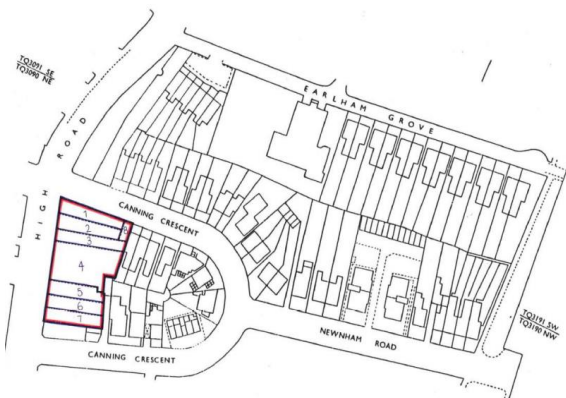 TQ3091 SE
TQ3090 NE
EARLHAM GROVE
HIGH ROAD
CANNING CRESCENT
1
2
8
3
4
5
6
7
NEWNHAM ROAD
TQ3191 SW
TQ3190 NW
CANNING CRESCENT